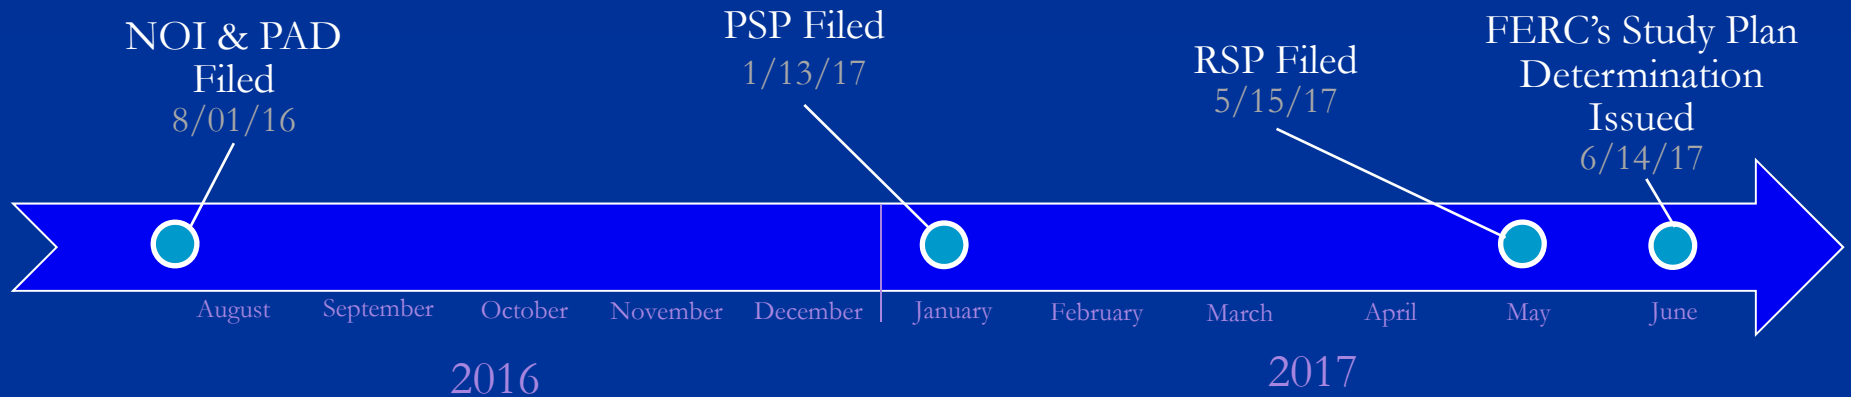 NOI & PAD
Filed
8/01/16
PSP Filed
1/13/17
RSP Filed
5/15/17
FERC’s Study Plan
Determination
Issued
6/14/17
August September October November December January February March April May June
2016 2017